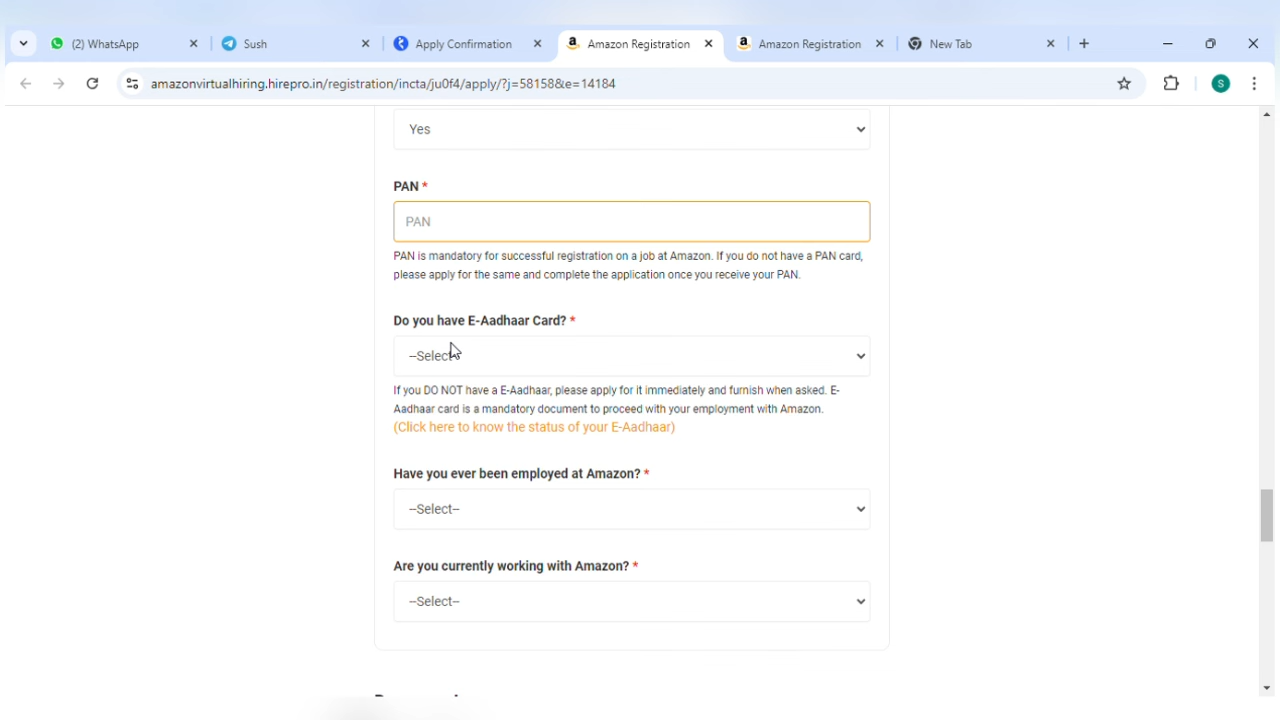 (2) WhatsApp
Sush
Apply Confirmation
Amazon Registration
Amazon Registration
New Tab
amazonvirtualhiring.hirepro.in/registration/incta/ju0f4/apply/?j=58158&e=14184
S
Yes
PAN *
PAN
PAN is mandatory for successful registration on a job at Amazon. If you do not have a PAN card,
please apply for the same and complete the application once you receive your PAN.
Do you have E-Aadhaar Card? *
--Select--
If you DO NOT have a E-Aadhaar, please apply for it immediately and furnish when asked. E-
Aadhaar card is a mandatory document to proceed with your employment with Amazon.
(Click here to know the status of your E-Aadhaar)
Have you ever been employed at Amazon? *
--Select--
Are you currently working with Amazon? *
--Select--